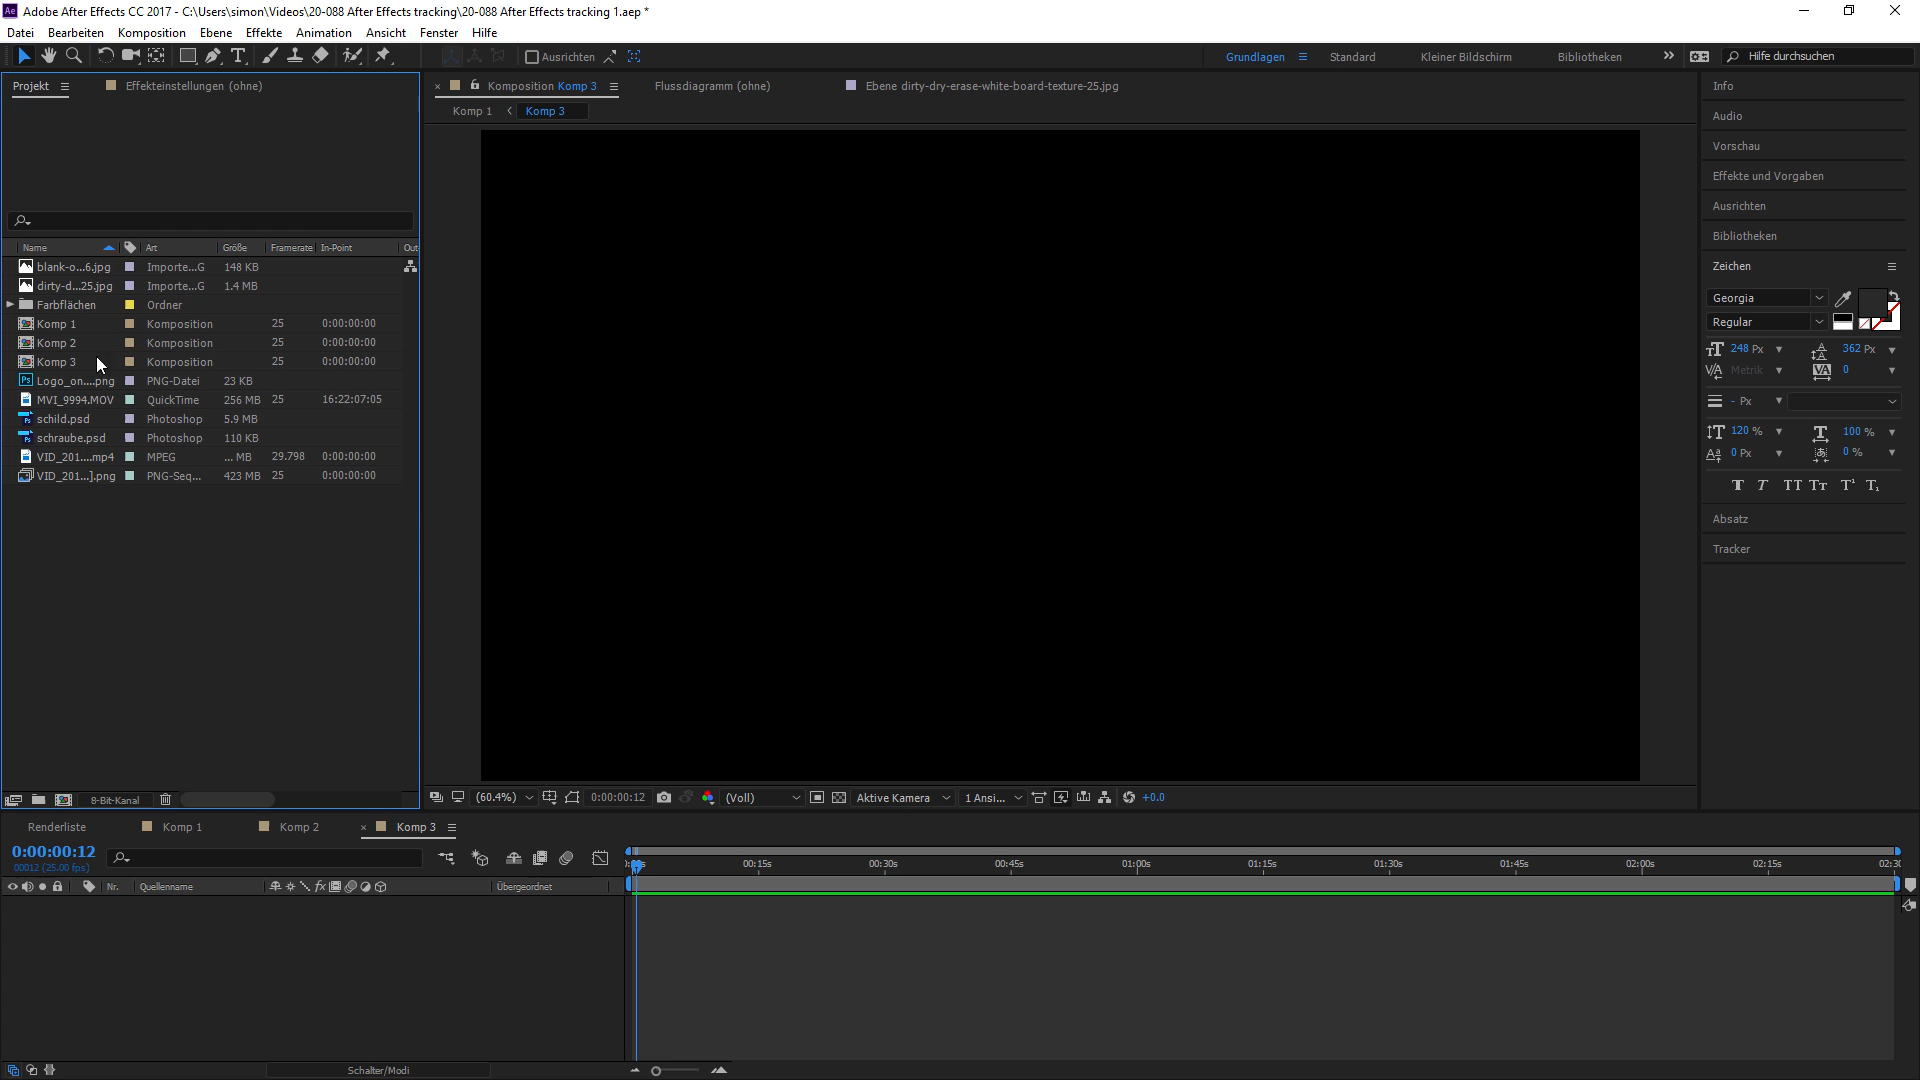 Adobe After Effects CC 2017 - C:\Users\simon\Videos\20-088 After Effects tracking\20-088 After Effects tracking 1.aep *
Datei Bearbeiten Komposition Ebene Effekte Animation Ansicht Fenster Hilfe
Ausrichten Grundlagen Standard Kleiner Bildschirm Bibliotheken Hilfe durchsuchen
Projekt Effekteinstellungen (ohne) Komposition Komp 3 Flussdiagramm (ohne) Ebene dirty-dry-erase-white-board-texture-25.jpg Info
Komp 1 Komp 3
Audio
Vorschau
Effekte und Vorgaben
Ausrichten
Bibliotheken
Zeichen
Georgia
Regular
248 Px 362 Px
Metrik 0
- Px
120 % 100 %
0 Px 0 %
Absatz
Tracker
Name Art Größe Framerate In-Point Out
blank-o...6.jpg Importe...G 148 KB
dirty-d...25.jpg Importe...G 1.4 MB
Farbflächen Ordner
Komp 1 Komposition 25 0:00:00:00
Komp 2 Komposition 25 0:00:00:00
Komp 3 Komposition 25 0:00:00:00
Logo_on....png PNG-Datei 23 KB
MVI_9994.MOV QuickTime 256 MB 25 16:22:07:05
schild.psd Photoshop 5.9 MB
schraube.psd Photoshop 110 KB
VID_201....mp4 MPEG ... MB 29.798 0:00:00:00
VID_201...].png PNG-Seq... 423 MB 25 0:00:00:00
8-Bit-Kanal (60.4%) 0:00:00:12 (Voll) Aktive Kamera 1 Ansi... +0.0
Renderliste Komp 1 Komp 2 Komp 3
0:00:00:12
00012 (25.00 fps)
00:15s 00:30s 00:45s 01:00s 01:15s 01:30s 01:45s 02:00s 02:15s 02:30
Nr. Quellenname Übergeordnet
Schalter/Modi